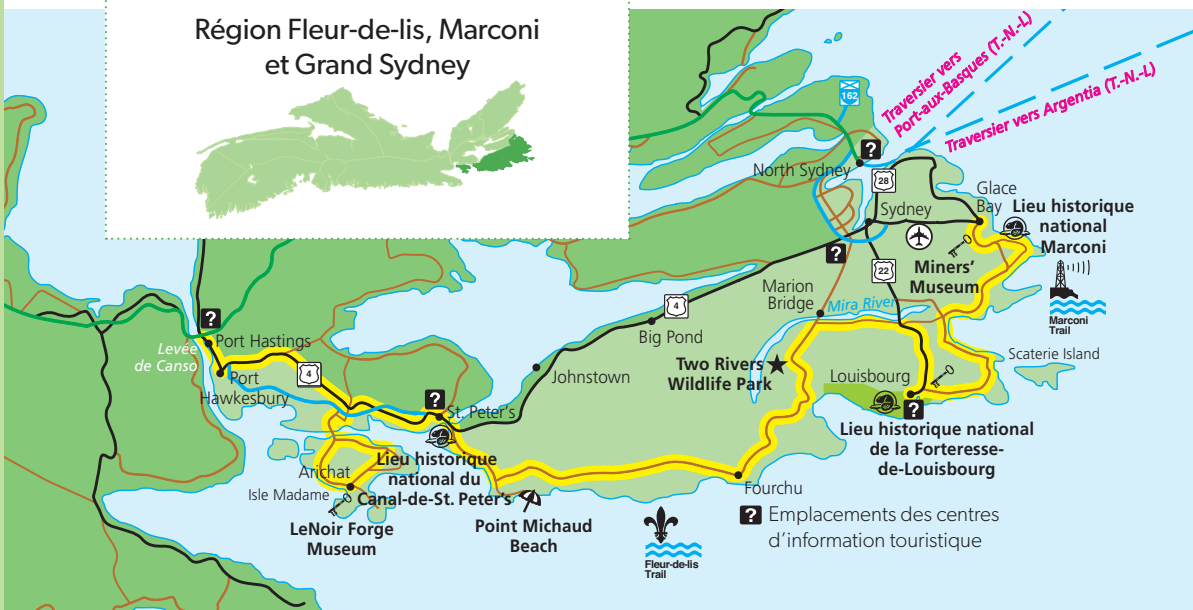 Région Fleur-de-lis, Marconi
et Grand Sydney
162
Traversier vers
Port-aux-Basques (T.-N.-L)
Traversier vers Argentia (T.-N.-L)
?
North Sydney
28
Glace
Bay
Lieu historique
national
Marconi
Sydney
?
22
Miners'
Museum
Marconi
Trail
Marion
Bridge
Mira River
4
Big Pond
?
Port Hastings
Levée
de Canso
Port
Hawkesbury
4
Johnstown
Two Rivers
Wildlife Park
Louisbourg
Scaterie Island
?
St. Peter's
?
Lieu historique national
de la Forteresse-
de-Louisbourg
Lieu historique
national du
Canal-de-St. Peter's
Arichat
Isle Madame
LeNoir Forge
Museum
Point Michaud
Beach
Fourchu
Fleur-de-lis
Trail
? Emplacements des centres
d'information touristique